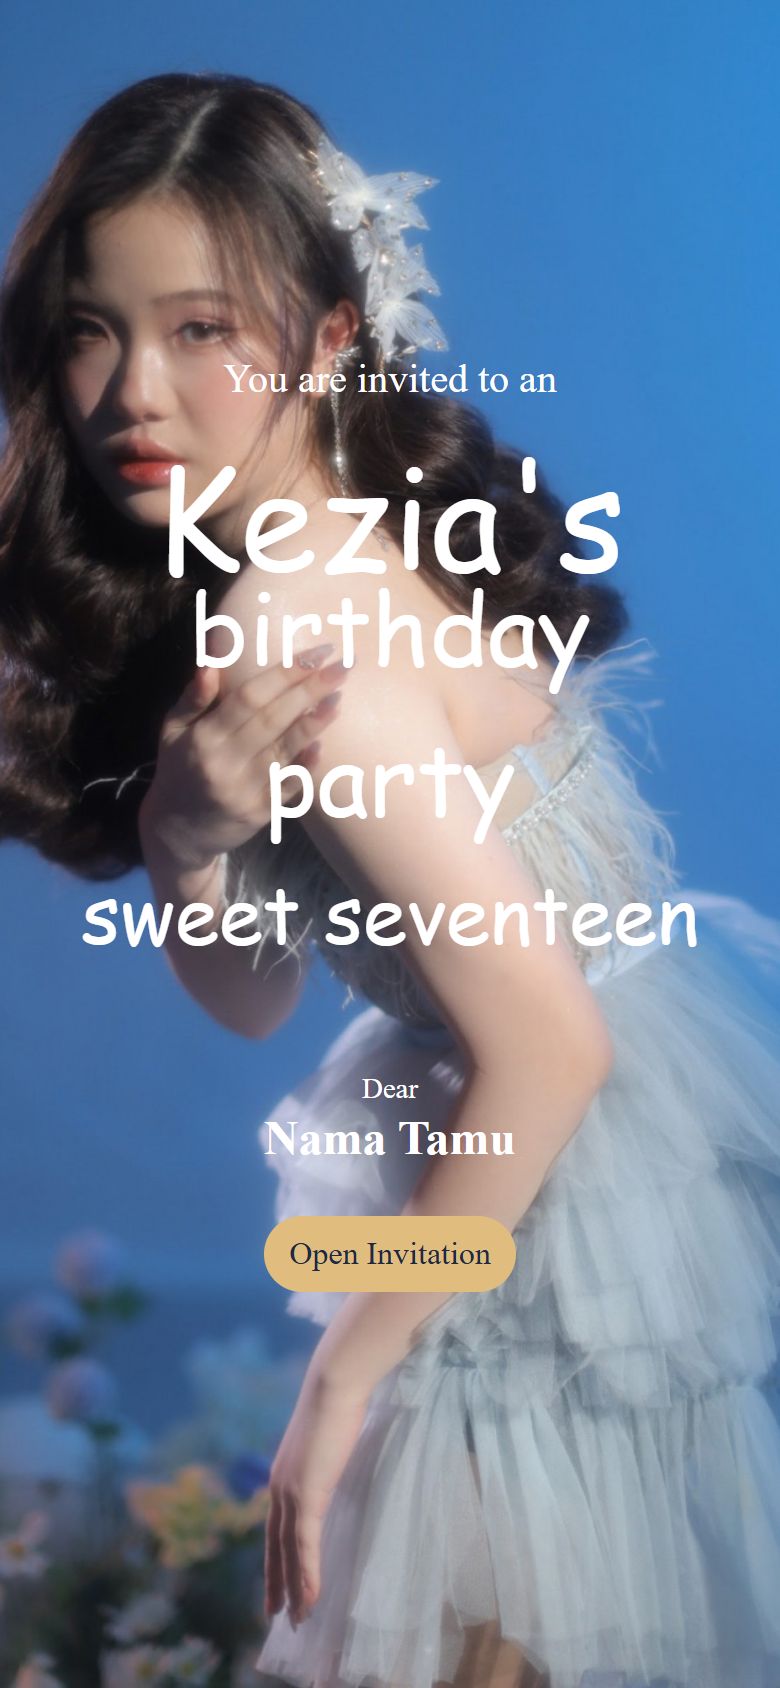 You are invited to an
Kezia's
birthday
party
sweet seventeen
Dear
Nama Tamu
Open Invitation